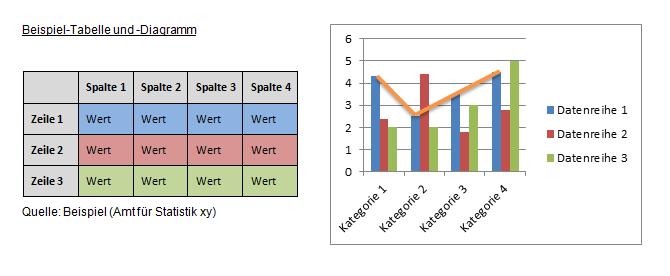 Beispiel-Tabelle und -Diagramm
Spalte 1 Spalte 2 Spalte 3 Spalte 4
Zeile 1 Wert Wert Wert Wert
Zeile 2 Wert Wert Wert Wert
Zeile 3 Wert Wert Wert Wert
Quelle: Beispiel (Amt für Statistik xy)
6
5
4
3
2
1
0
Kategorie 1 Kategorie 2 Kategorie 3 Kategorie 4
Datenreihe 1
Datenreihe 2
Datenreihe 3